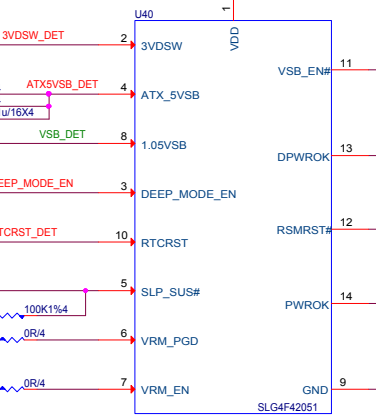 U40
1
VDD
3VDSW_DET
2
3VDSW
ATX5VSB_DET
4
ATX_5VSB
u/16X4
VSB_DET
8
1.05VSB
EEP_MODE_EN
3
DEEP_MODE_EN
TCRST_DET
10
RTCRST
5
SLP_SUS#
100K1%4
0R/4
6
VRM_PGD
0R/4
7
VRM_EN
VSB_EN#
11
DPWROK
13
RSMRST#
12
PWROK
14
GND
9
SLG4F42051